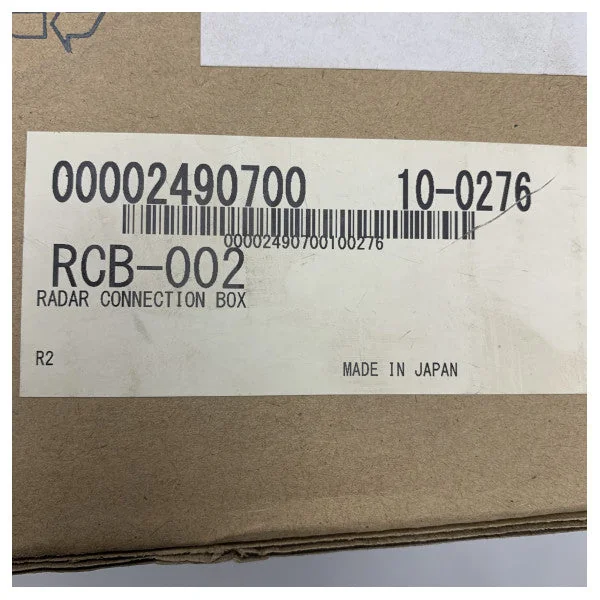 00002490700 10-0276
00002490700100276
RCB-002
RADAR CONNECTION BOX
R2 MADE IN JAPAN